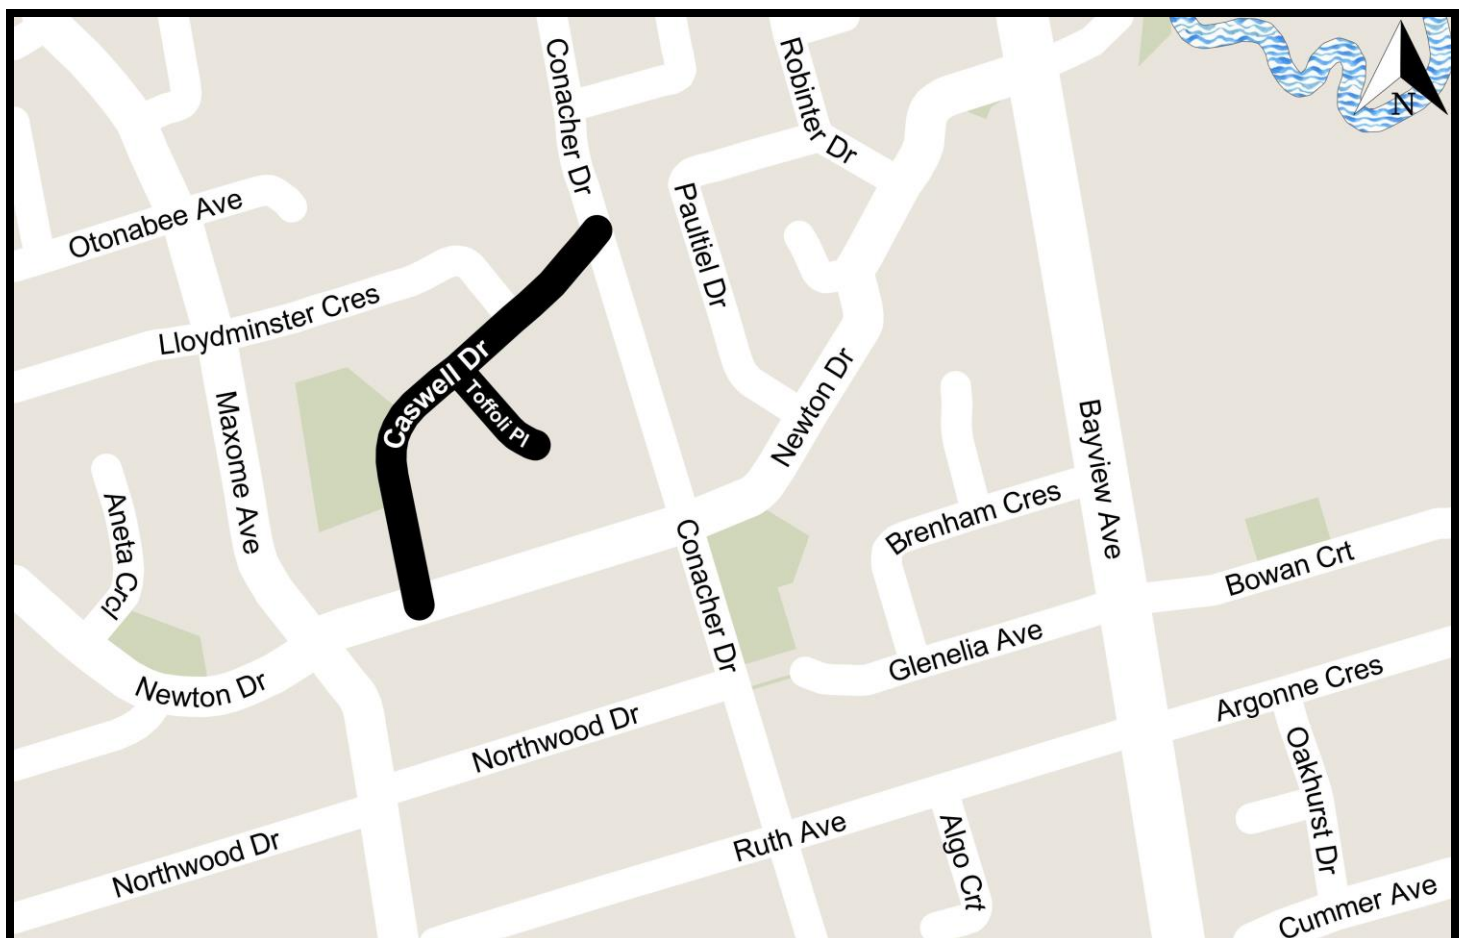 Conacher Dr
Robinter Dr
N
Otonabee Ave
Paultiel Dr
Lloydminster Cres
Caswell Dr
Toffoli Pl
Newton Dr
Maxome Ave
Bayview Ave
Aneta Crcl
Brenham Cres
Conacher Dr
Bowan Crt
Glenelia Ave
Newton Dr
Argonne Cres
Northwood Dr
Oakhurst Dr
Ruth Ave
Algo Crt
Northwood Dr
Cummer Ave